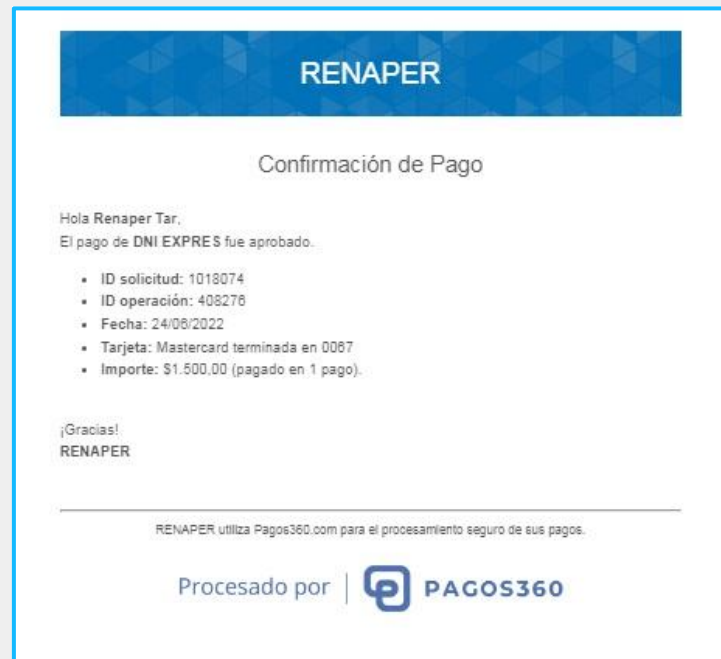 RENAPER
Confirmación de Pago
Hola Renaper Tar,
El pago de DNI EXPRES fue aprobado.
• ID solicitud: 1018074
• ID operación: 408276
• Fecha: 24/06/2022
• Tarjeta: Mastercard terminada en 0067
• Importe: $1.500,00 (pagado en 1 pago).
¡Gracias!
RENAPER
RENAPER utiliza Pagos360.com para el procesamiento seguro de sus pagos.
Procesado por | PAGOS360